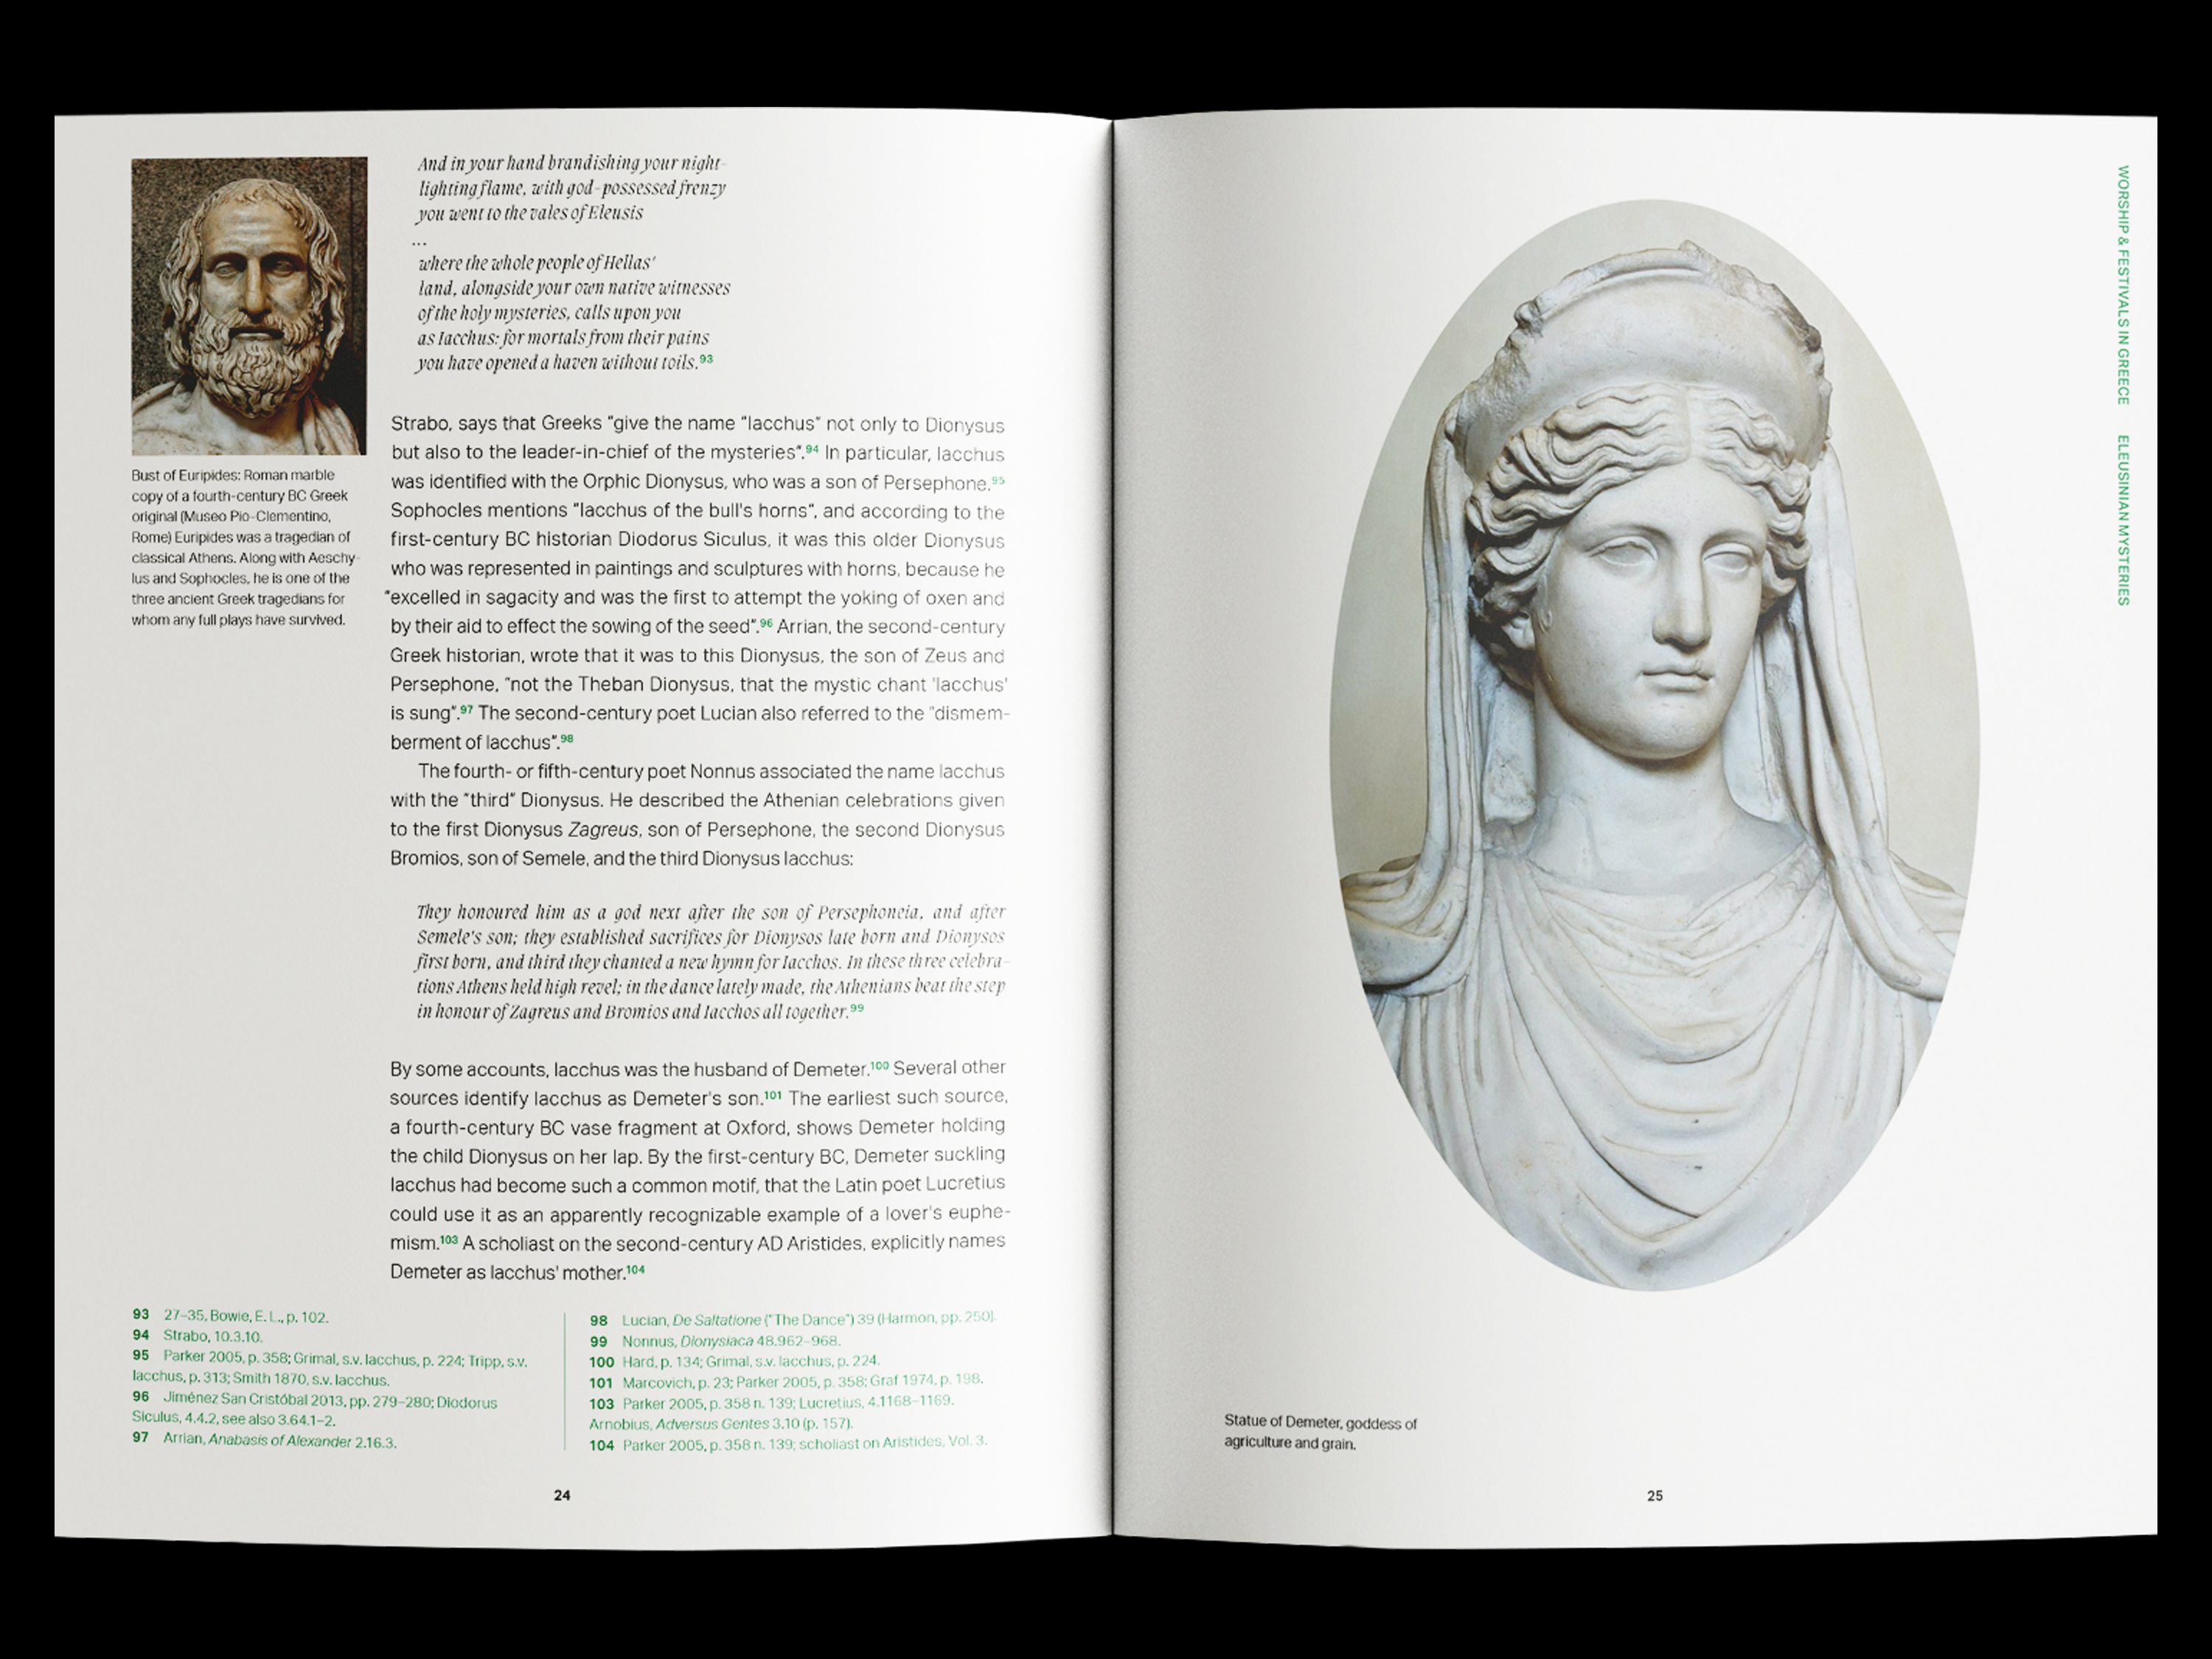 And in your hand brandishing your night-
lighting flame, with god-possessed frenzy
you went to the vales of Eleusis
...
where the whole people of Hellas'
land, alongside your own native witnesses
of the holy mysteries, calls upon you
as Iacchus: for mortals from their pains
you have opened a haven without toils.93
Bust of Euripides: Roman marble
copy of a fourth-century BC Greek
original (Museo Pio-Clementino,
Rome) Euripides was a tragedian of
classical Athens. Along with Aeschy-
lus and Sophocles, he is one of the
three ancient Greek tragedians for
whom any full plays have survived.
Strabo, says that Greeks "give the name "Iacchus" not only to Dionysus
but also to the leader-in-chief of the mysteries".94 In particular, Iacchus
was identified with the Orphic Dionysus, who was a son of Persephone.95
Sophocles mentions "Iacchus of the bull's horns", and according to the
first-century BC historian Diodorus Siculus, it was this older Dionysus
who was represented in paintings and sculptures with horns, because he
"excelled in sagacity and was the first to attempt the yoking of oxen and
by their aid to effect the sowing of the seed".96 Arrian, the second-century
Greek historian, wrote that it was to this Dionysus, the son of Zeus and
Persephone, "not the Theban Dionysus, that the mystic chant 'Iacchus'
is sung".97 The second-century poet Lucian also referred to the "dismem-
berment of Iacchus".98
The fourth- or fifth-century poet Nonnus associated the name Iacchus
with the "third" Dionysus. He described the Athenian celebrations given
to the first Dionysus Zagreus, son of Persephone, the second Dionysus
Bromios, son of Semele, and the third Dionysus Iacchus:
They honoured him as a god next after the son of Persephoneia, and after
Semele's son; they established sacrifices for Dionysos late born and Dionysos
first born, and third they chanted a new hymn for Iacchos. In these three celebra-
tions Athens held high revel; in the dance lately made, the Athenians beat the step
in honour of Zagreus and Bromios and Iacchos all together.99
By some accounts, Iacchus was the husband of Demeter.100 Several other
sources identify Iacchus as Demeter's son.101 The earliest such source,
a fourth-century BC vase fragment at Oxford, shows Demeter holding
the child Dionysus on her lap. By the first-century BC, Demeter suckling
Iacchus had become such a common motif, that the Latin poet Lucretius
could use it as an apparently recognizable example of a lover's euphe-
mism.103 A scholiast on the second-century AD Aristides, explicitly names
Demeter as Iacchus' mother.104
93 27–35, Bowie, E. L., p. 102.
94 Strabo, 10.3.10.
95 Parker 2005, p. 358; Grimal, s.v. Iacchus, p. 224; Tripp, s.v.
Iacchus, p. 313; Smith 1870, s.v. Iacchus.
96 Jiménez San Cristóbal 2013, pp. 279–280; Diodorus
Siculus, 4.4.2, see also 3.64.1–2.
97 Arrian, Anabasis of Alexander 2.16.3.
98 Lucian, De Saltatione ("The Dance") 39 (Harmon, pp. 250).
99 Nonnus, Dionysiaca 48.962–968.
100 Hard, p. 134; Grimal, s.v. Iacchus, p. 224.
101 Marcovich, p. 23; Parker 2005, p. 358; Graf 1974, p. 198.
103 Parker 2005, p. 358 n. 139; Lucretius, 4.1168–1169.
Arnobius, Adversus Gentes 3.10 (p. 157).
104 Parker 2005, p. 358 n. 139; scholiast on Aristides, Vol. 3.
24
WORSHIP & FESTIVALS IN GREECE ELEUSINIAN MYSTERIES
Statue of Demeter, goddess of
agriculture and grain.
25